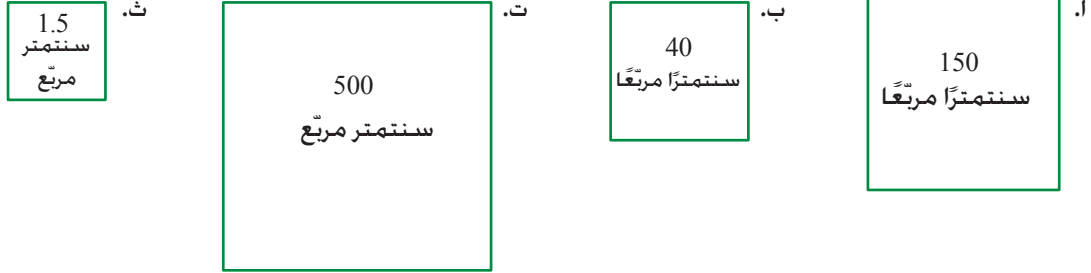 أ.
150
سنتمترًا مربّعًا
ب.
40
سنتمترًا مربّعًا
ت.
500
سنتمتر مربّع
ث.
1.5
سنتمتر
مربّع